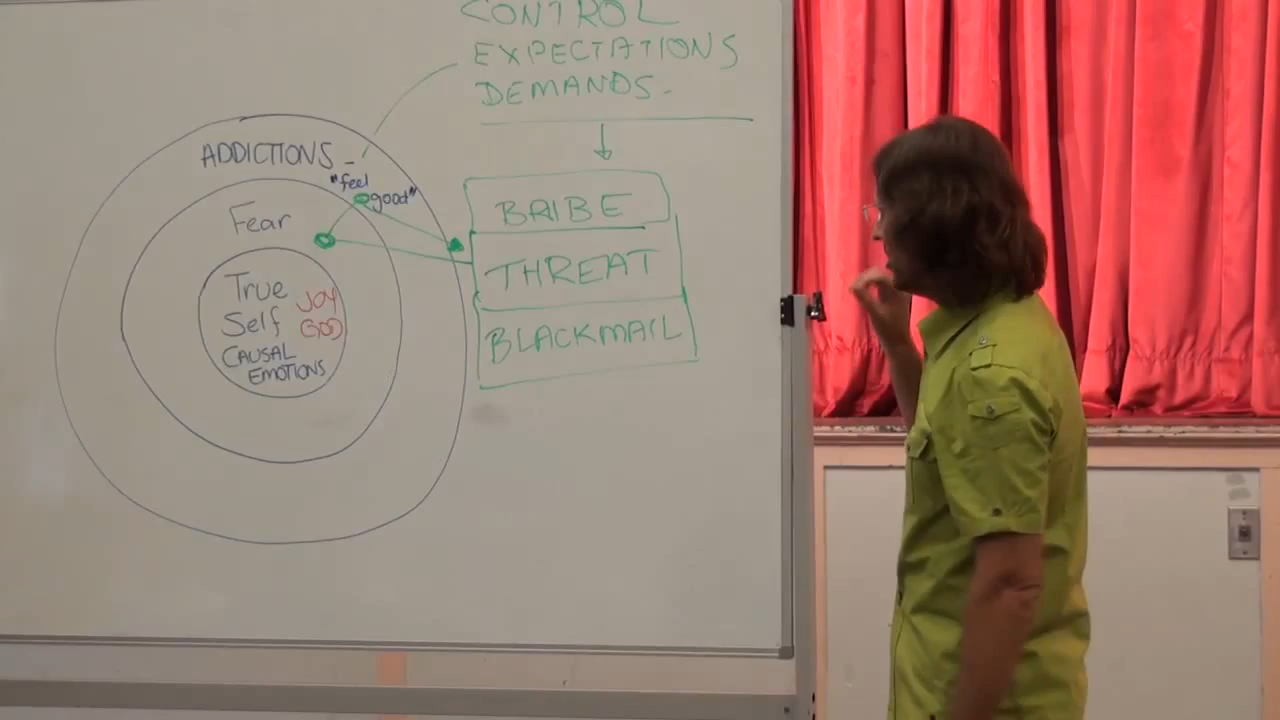 CONTROL
EXPECTATIONS
DEMANDS.
ADDICTIONS -
"feel
good"
Fear
True
Self
JOY
GOD
CAUSAL
EMOTIONS
BRIBE
THREAT
BLACKMAIL